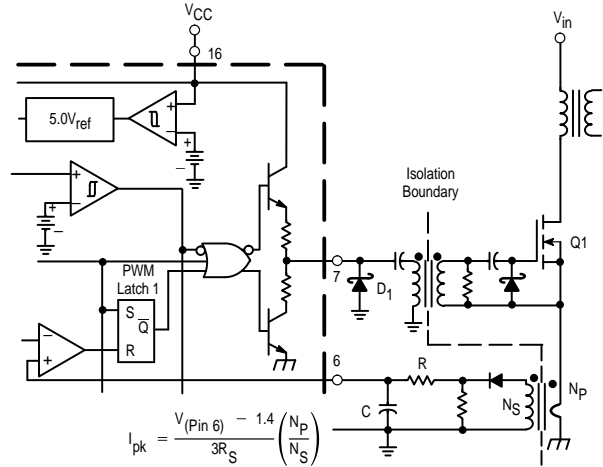 VCC
16
Vin
5.0Vref
+
−
+
−
+
−
+
−
Isolation
Boundary
Q1
7
D1
PWM
Latch 1
S
Q̅
R
−
+
6
R
C
NS
NP
Ipk = V(Pin 6) − 1.4 / 3RS (NP / NS)